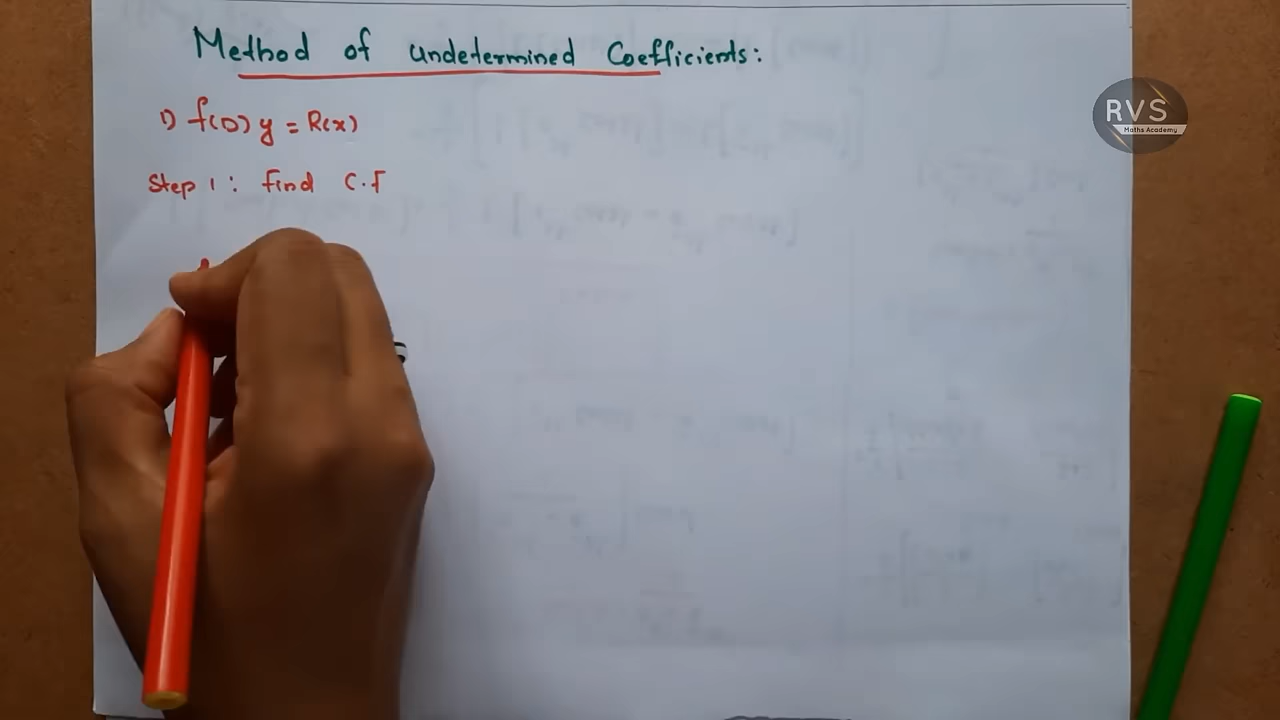 Method of undetermined Coefficients:
1) f(D) y = R(x)
Step 1: find C.F
RVS
Maths Academy